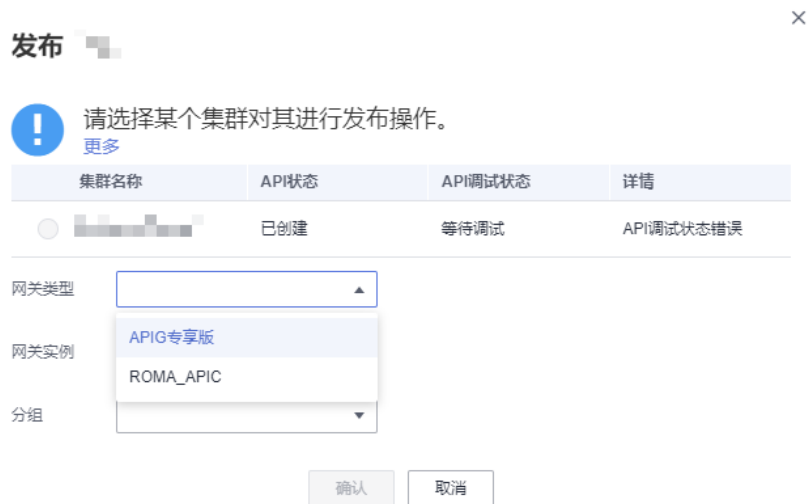 发布
请选择某个集群对其进行发布操作。
更多
集群名称 API状态 API调试状态 详情
已创建 等待调试 API调试状态错误
网关类型
APIG专享版
网关实例
ROMA_APIC
分组
确认 取消